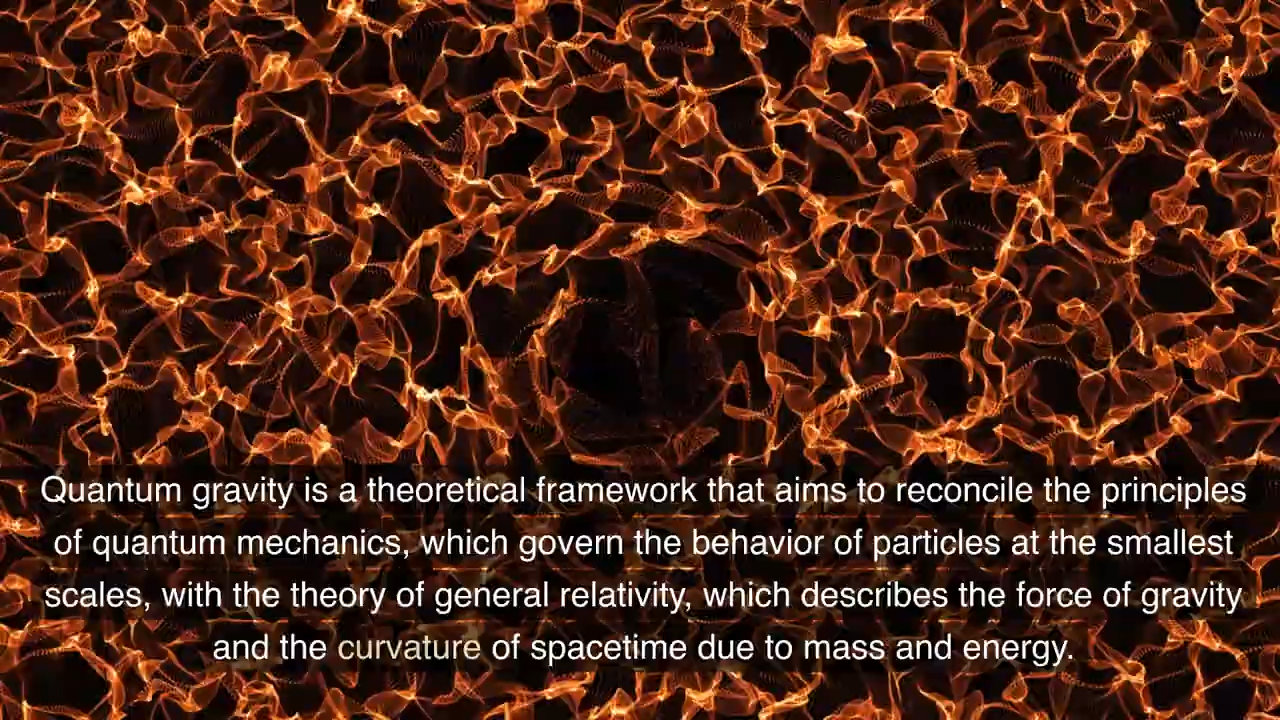 Quantum gravity is a theoretical framework that aims to reconcile the principles
of quantum mechanics, which govern the behavior of particles at the smallest
scales, with the theory of general relativity, which describes the force of gravity
and the curvature of spacetime due to mass and energy.